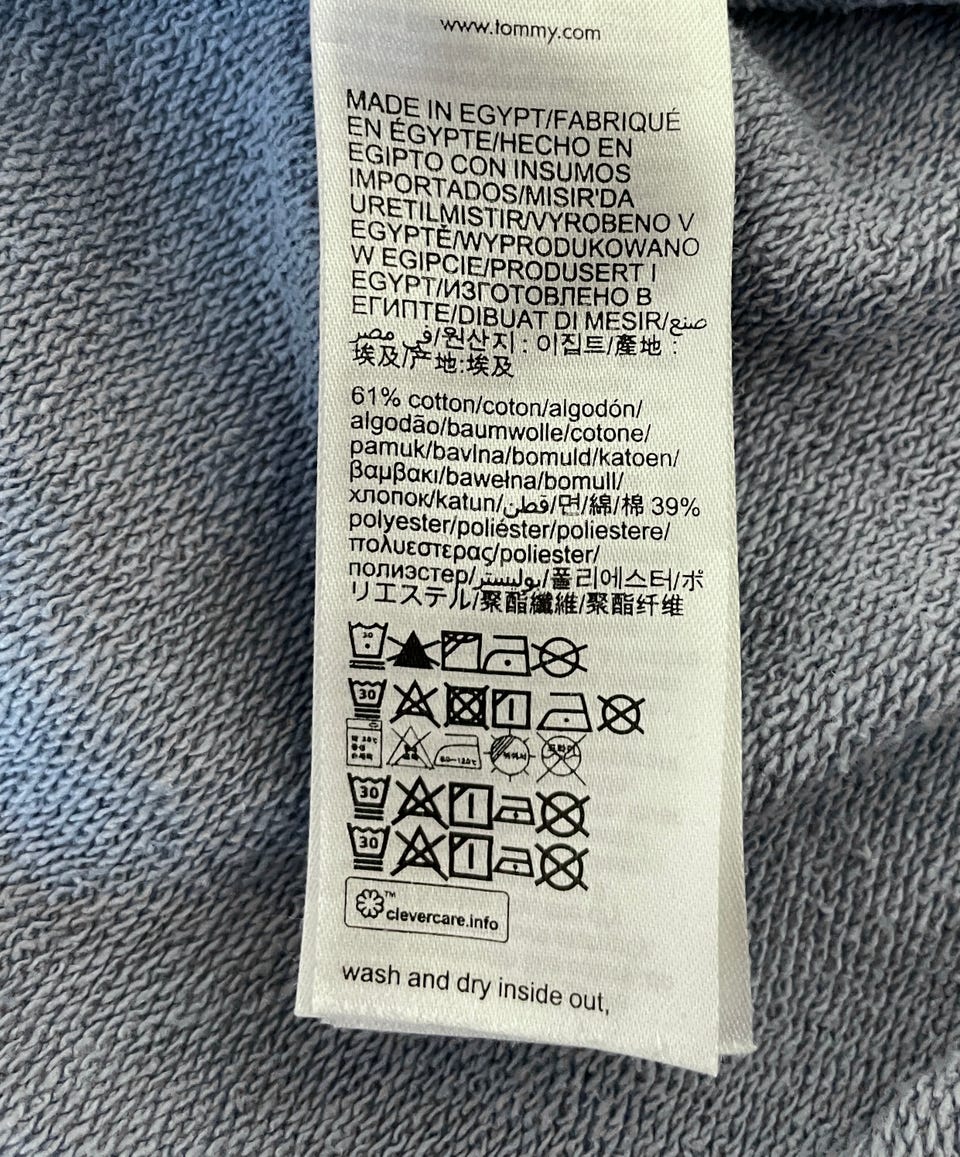 www.tommy.com
MADE IN EGYPT/FABRIQUÉ
EN ÉGYPTE/HECHO EN
EGIPTO CON INSUMOS
IMPORTADOS/MISIR'DA
URETILMISTIR/VYROBENO V
EGYPTĚ/WYPRODUKOWANO
W EGIPCIE/PRODUSERT I
EGYPT/ИЗГОТОВЛЕНО В
ЕГИПТЕ/DIBUAT DI MESIR/صنع
في مصر/원산지 : 이집트/產地 :
埃及/产地:埃及
61% cotton/coton/algodón/
algodão/baumwolle/cotone/
pamuk/bavlna/bomuld/katoen/
βαμβακι/bawełna/bomull/
хлопок/katun/قطن/면/綿/棉 39%
polyester/poliéster/poliestere/
πολυεστερας/poliester/
полиэстер/بوليستر/폴리에스터/ポ
リエステル/聚酯纖維/聚酯纤维
30
30
30
30
™
clevercare.info
wash and dry inside out,